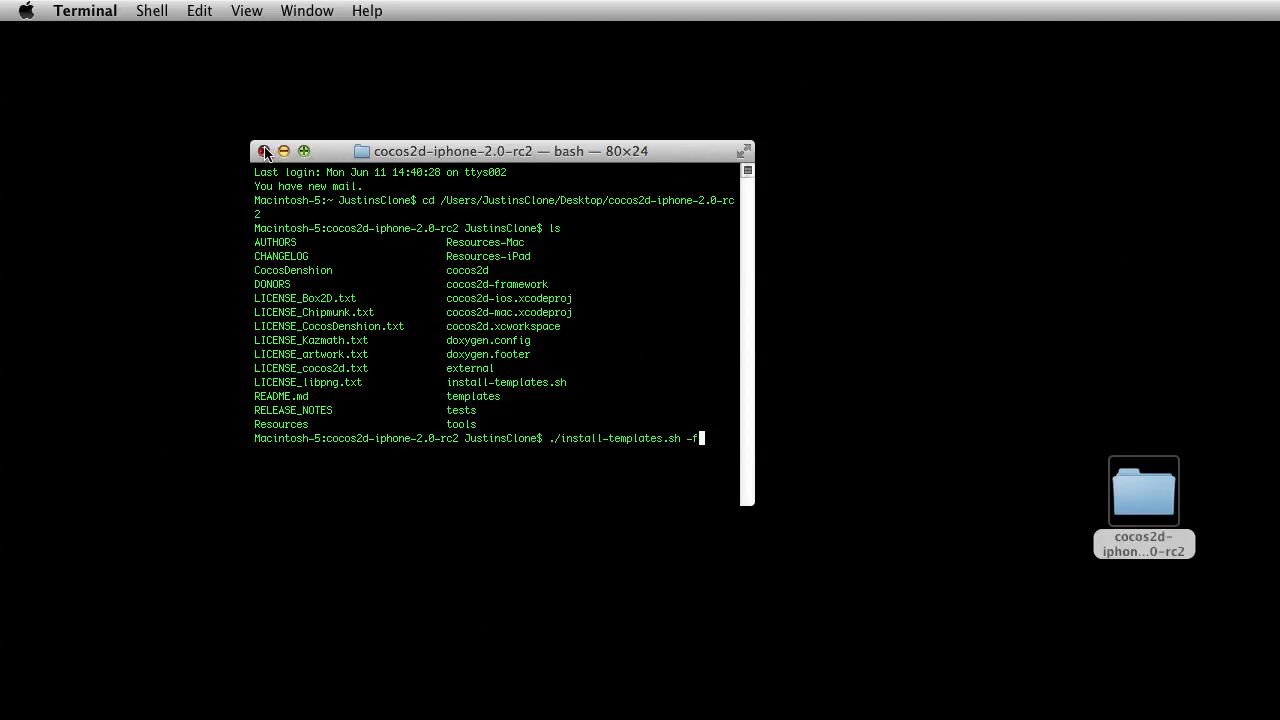 Terminal Shell Edit View Window Help
cocos2d-iphone-2.0-rc2 — bash — 80×24
Last login: Mon Jun 11 14:40:28 on ttys002
You have new mail.
Macintosh-5:~ JustinsClone$ cd /Users/JustinsClone/Desktop/cocos2d-iphone-2.0-rc
2
Macintosh-5:cocos2d-iphone-2.0-rc2 JustinsClone$ ls
AUTHORS Resources-Mac
CHANGELOG Resources-iPad
CocosDenshion cocos2d
DONORS cocos2d-framework
LICENSE_Box2D.txt cocos2d-ios.xcodeproj
LICENSE_Chipmunk.txt cocos2d-mac.xcodeproj
LICENSE_CocosDenshion.txt cocos2d.xcworkspace
LICENSE_Kazmath.txt doxygen.config
LICENSE_artwork.txt doxygen.footer
LICENSE_cocos2d.txt external
LICENSE_libpng.txt install-templates.sh
README.md templates
RELEASE_NOTES tests
Resources tools
Macintosh-5:cocos2d-iphone-2.0-rc2 JustinsClone$ ./install-templates.sh -f
cocos2d-
iphon...0-rc2